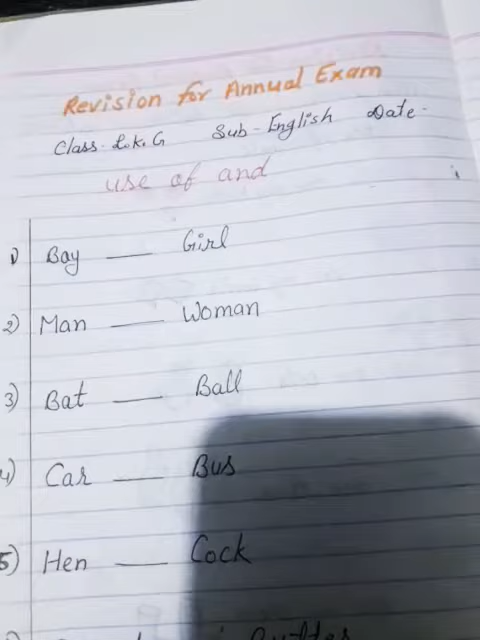 Revision for Annual Exam
Class- L.K.G Sub- English Date-
use of and
1) Boy ___ Girl
2) Man ___ Woman
3) Bat ___ Ball
4) Car ___ Bus
5) Hen ___ Cock